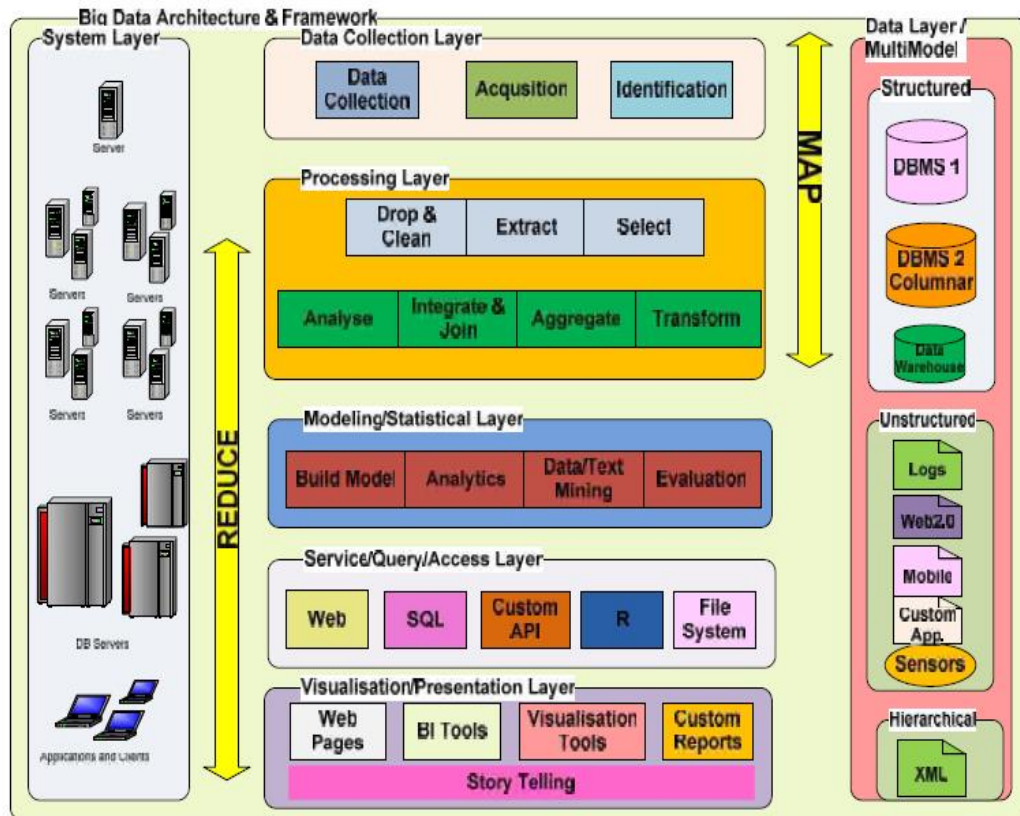 Big Data Architecture & Framework
System Layer
Server
Servers
Servers
Servers
Servers
DB Servers
Applications and Clients
REDUCE
Data Collection Layer
Data
Collection
Acqusition
Identification
Processing Layer
Drop &
Clean
Extract
Select
Analyse
Integrate &
Join
Aggregate
Transform
Modeling/Statistical Layer
Build Model
Analytics
Data/Text
Mining
Evaluation
Service/Query/Access Layer
Web
SQL
Custom
API
R
File
System
Visualisation/Presentation Layer
Web
Pages
BI Tools
Visualisation
Tools
Custom
Reports
Story Telling
MAP
Data Layer /
MultiModel
Structured
DBMS 1
DBMS 2
Columnar
Data
Warehouse
Unstructured
Logs
Web2.0
Mobile
Custom
App.
Sensors
Hierarchical
XML